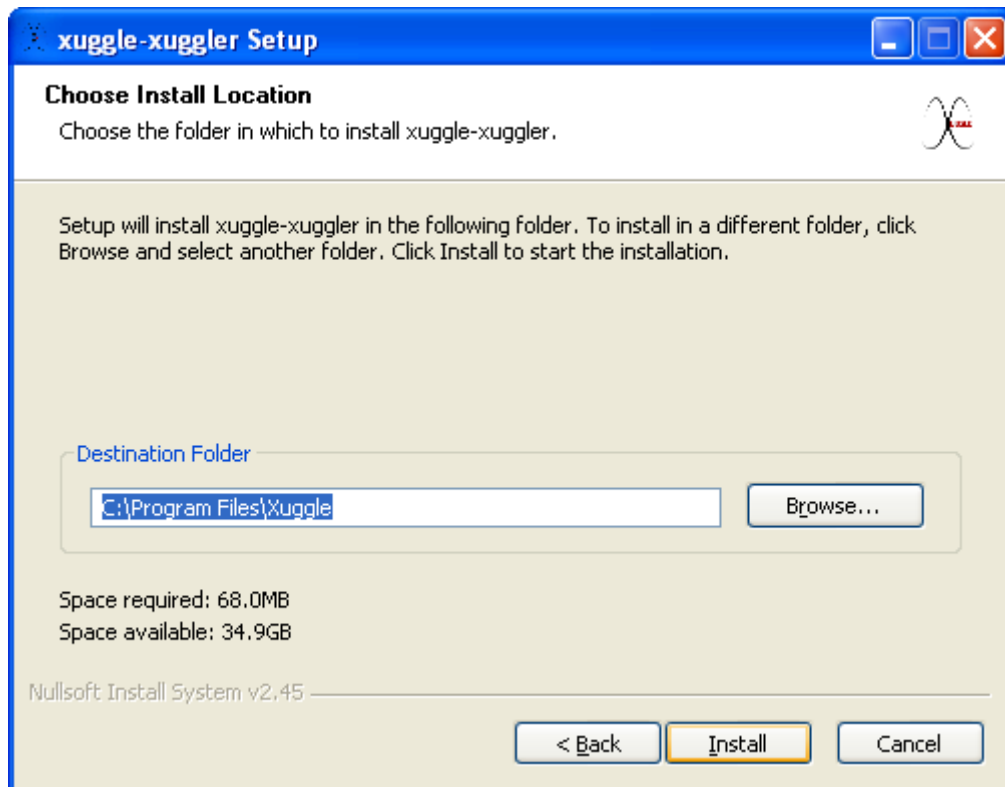 xuggle-xuggler Setup
Choose Install Location
Choose the folder in which to install xuggle-xuggler.
Setup will install xuggle-xuggler in the following folder. To install in a different folder, click
Browse and select another folder. Click Install to start the installation.
Destination Folder
C:\Program Files\Xuggle
Browse...
Space required: 68.0MB
Space available: 34.9GB
Nullsoft Install System v2.45
< Back Install Cancel